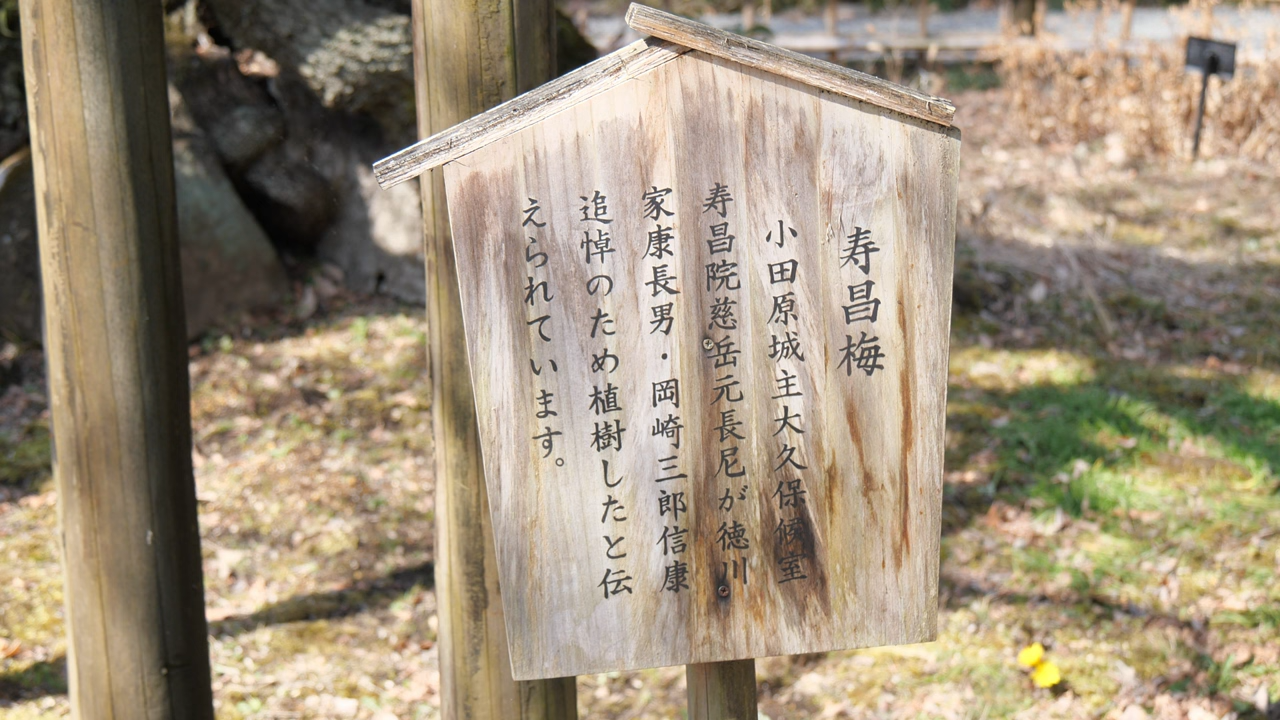 寿昌梅
小田原城主大久保候室
寿昌院慈岳元長尼が徳川
家康長男・岡崎三郎信康
追悼のため植樹したと伝
えられています。